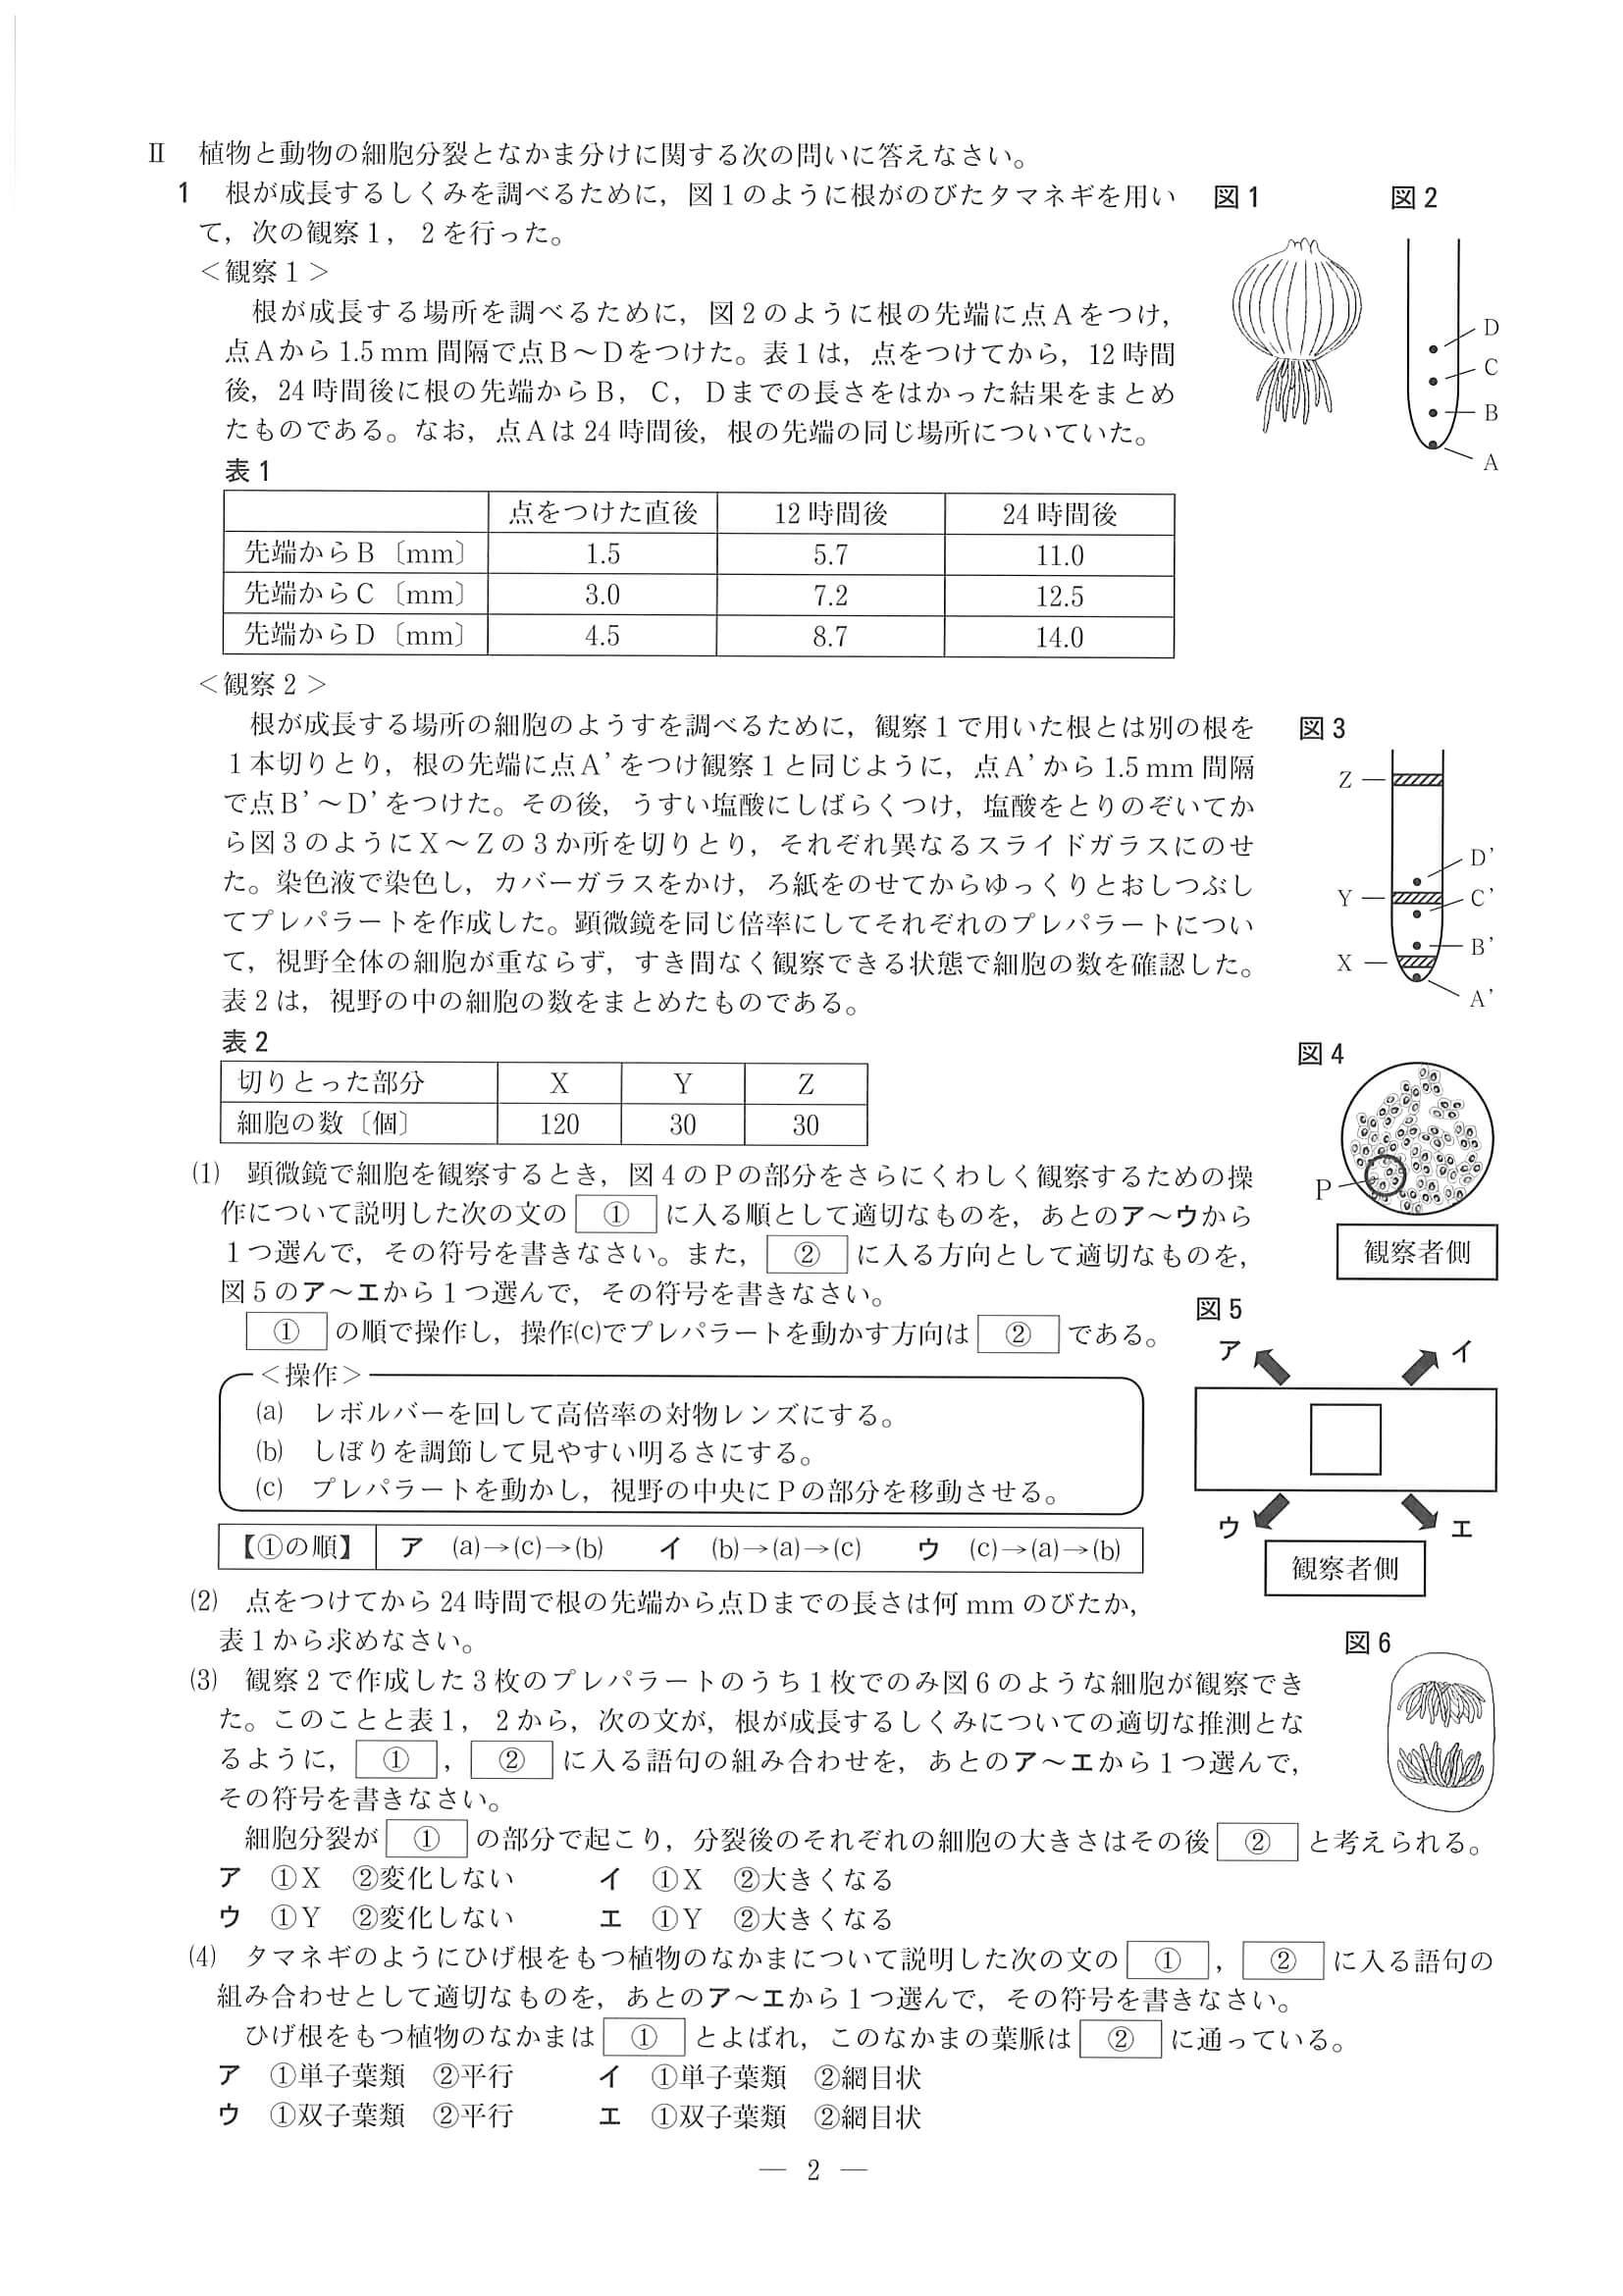 Ⅱ 植物と動物の細胞分裂となかま分けに関する次の問いに答えなさい。
1 根が成長するしくみを調べるために，図1のように根がのびたタマネギを用い
て，次の観察1，2を行った。
＜観察1＞
根が成長する場所を調べるために，図2のように根の先端に点Aをつけ，
点Aから1.5mm間隔で点B～Dをつけた。表1は，点をつけてから，12時間
後，24時間後に根の先端からB，C，Dまでの長さをはかった結果をまとめ
たものである。なお，点Aは24時間後，根の先端の同じ場所についていた。
図1
図2
D
C
B
A
表1
点をつけた直後 12時間後 24時間後
先端からB〔mm〕 1.5 5.7 11.0
先端からC〔mm〕 3.0 7.2 12.5
先端からD〔mm〕 4.5 8.7 14.0
＜観察2＞
根が成長する場所の細胞のようすを調べるために，観察1で用いた根とは別の根を
1本切りとり，根の先端に点A’をつけ観察1と同じように，点A’から1.5mm間隔
で点B’～D’をつけた。その後，うすい塩酸にしばらくつけ，塩酸をとりのぞいてか
ら図3のようにX～Zの3か所を切りとり，それぞれ異なるスライドガラスにのせ
た。染色液で染色し，カバーガラスをかけ，ろ紙をのせてからゆっくりとおしつぶし
てプレパラートを作成した。顕微鏡を同じ倍率にしてそれぞれのプレパラートについ
て，視野全体の細胞が重ならず，すき間なく観察できる状態で細胞の数を確認した。
表2は，視野の中の細胞の数をまとめたものである。
図3
Z
D’
Y
C’
B’
X
A’
表2
切りとった部分 X Y Z
細胞の数〔個〕 120 30 30
図4
P
観察者側
(1) 顕微鏡で細胞を観察するとき，図4のPの部分をさらにくわしく観察するための操
作について説明した次の文の ① に入る順として適切なものを，あとのア～ウから
1つ選んで，その符号を書きなさい。また， ② に入る方向として適切なものを，
図5のア～エから1つ選んで，その符号を書きなさい。
① の順で操作し，操作(c)でプレパラートを動かす方向は ② である。
＜操作＞
(a) レボルバーを回して高倍率の対物レンズにする。
(b) しぼりを調節して見やすい明るさにする。
(c) プレパラートを動かし，視野の中央にPの部分を移動させる。
【①の順】 ア (a)→(c)→(b) イ (b)→(a)→(c) ウ (c)→(a)→(b)
図5
ア
イ
ウ
エ
観察者側
(2) 点をつけてから24時間で根の先端から点Dまでの長さは何mmのびたか，
表1から求めなさい。
(3) 観察2で作成した3枚のプレパラートのうち1枚でのみ図6のような細胞が観察でき
た。このことと表1，2から，次の文が，根が成長するしくみについての適切な推測とな
るように， ① ， ② に入る語句の組み合わせを，あとのア～エから1つ選んで，
その符号を書きなさい。
図6
細胞分裂が ① の部分で起こり，分裂後のそれぞれの細胞の大きさはその後 ② と考えられる。
ア ①X ②変化しない イ ①X ②大きくなる
ウ ①Y ②変化しない エ ①Y ②大きくなる
(4) タマネギのようにひげ根をもつ植物のなかまについて説明した次の文の ① ， ② に入る語句の
組み合わせとして適切なものを，あとのア～エから1つ選んで，その符号を書きなさい。
ひげ根をもつ植物のなかまは ① とよばれ，このなかまの葉脈は ② に通っている。
ア ①単子葉類 ②平行 イ ①単子葉類 ②網目状
ウ ①双子葉類 ②平行 エ ①双子葉類 ②網目状
— 2 —